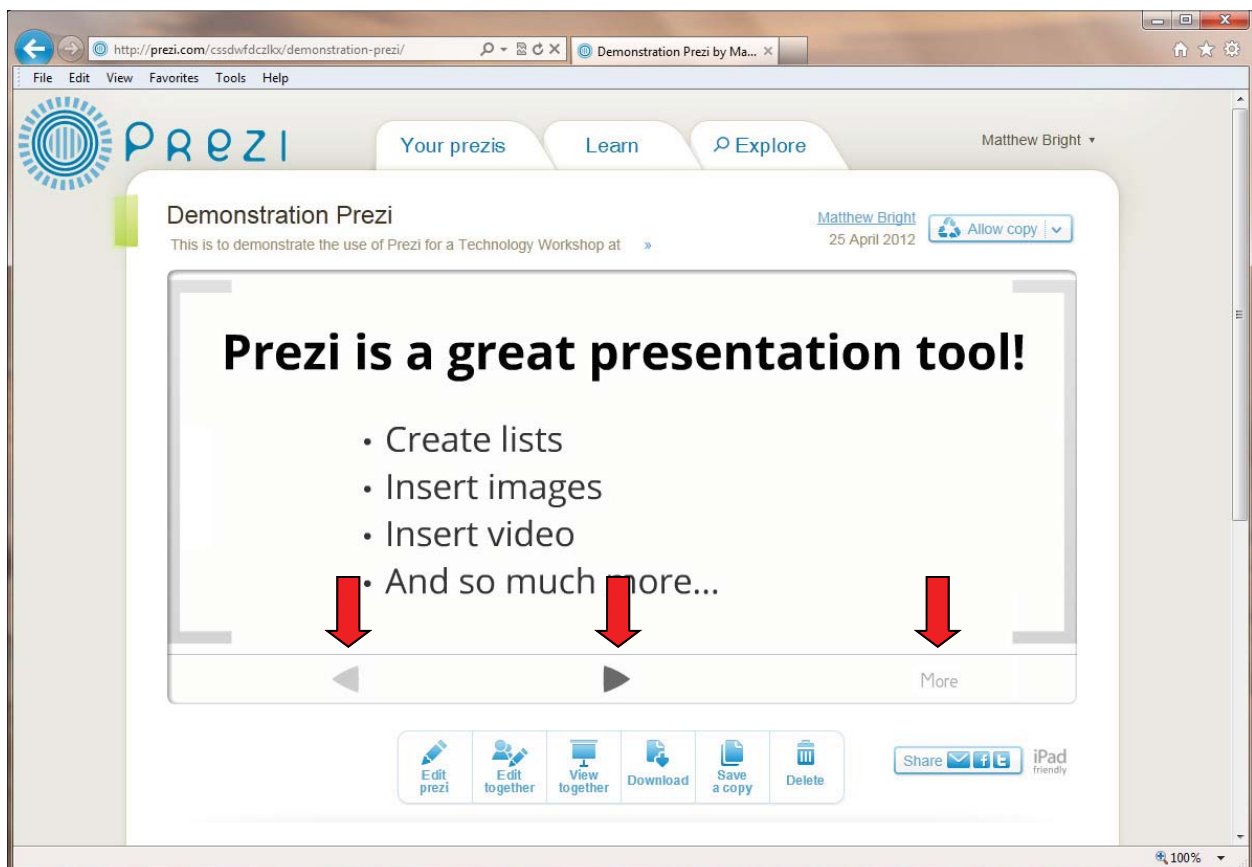 http://prezi.com/cssdwfdczlkx/demonstration-prezi/
Demonstration Prezi by Ma...
File Edit View Favorites Tools Help
PREZI
Your prezis
Learn
Explore
Matthew Bright
Demonstration Prezi
This is to demonstrate the use of Prezi for a Technology Workshop at »
Matthew Bright
25 April 2012
Allow copy
Prezi is a great presentation tool!
• Create lists
• Insert images
• Insert video
• And so much more...
More
Edit
prezi
Edit
together
View
together
Download
Save
a copy
Delete
Share
iPad
friendly
100%